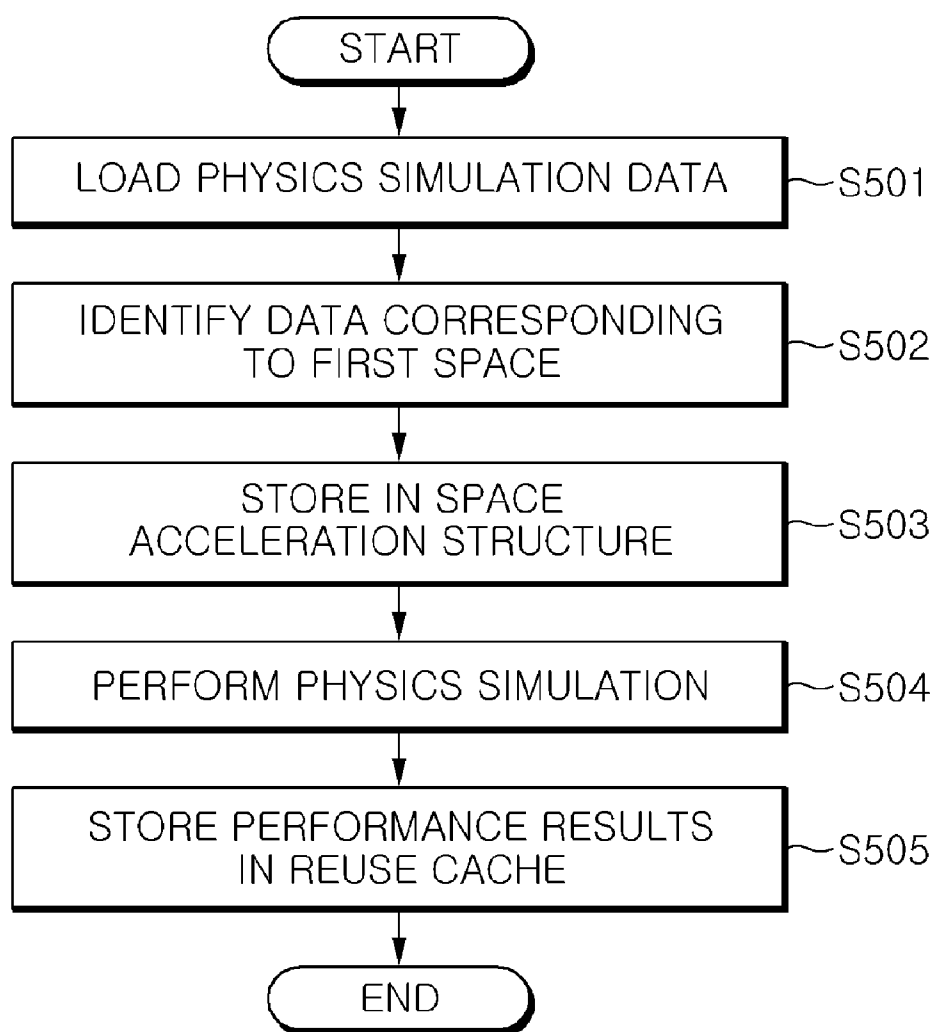 START
LOAD PHYSICS SIMULATION DATA
S501
IDENTIFY DATA CORRESPONDING
TO FIRST SPACE
S502
STORE IN SPACE
ACCELERATION STRUCTURE
S503
PERFORM PHYSICS SIMULATION
S504
STORE PERFORMANCE RESULTS
IN REUSE CACHE
S505
END